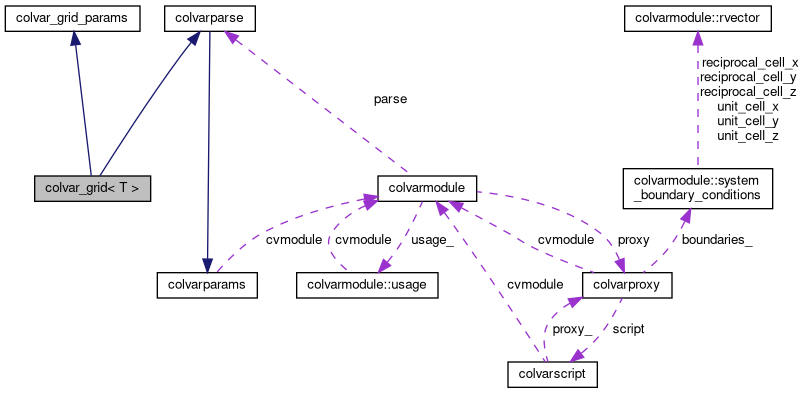 colvar_grid_params
colvarparse
colvarmodule::rvector
reciprocal_cell_x
reciprocal_cell_y
reciprocal_cell_z
unit_cell_x
unit_cell_y
unit_cell_z
parse
colvar_grid< T >
colvarmodule
colvarmodule::system
_boundary_conditions
cvmodule
cvmodule
usage_
cvmodule
proxy
boundaries_
colvarparams
colvarmodule::usage
cvmodule
colvarproxy
proxy_
script
colvarscript